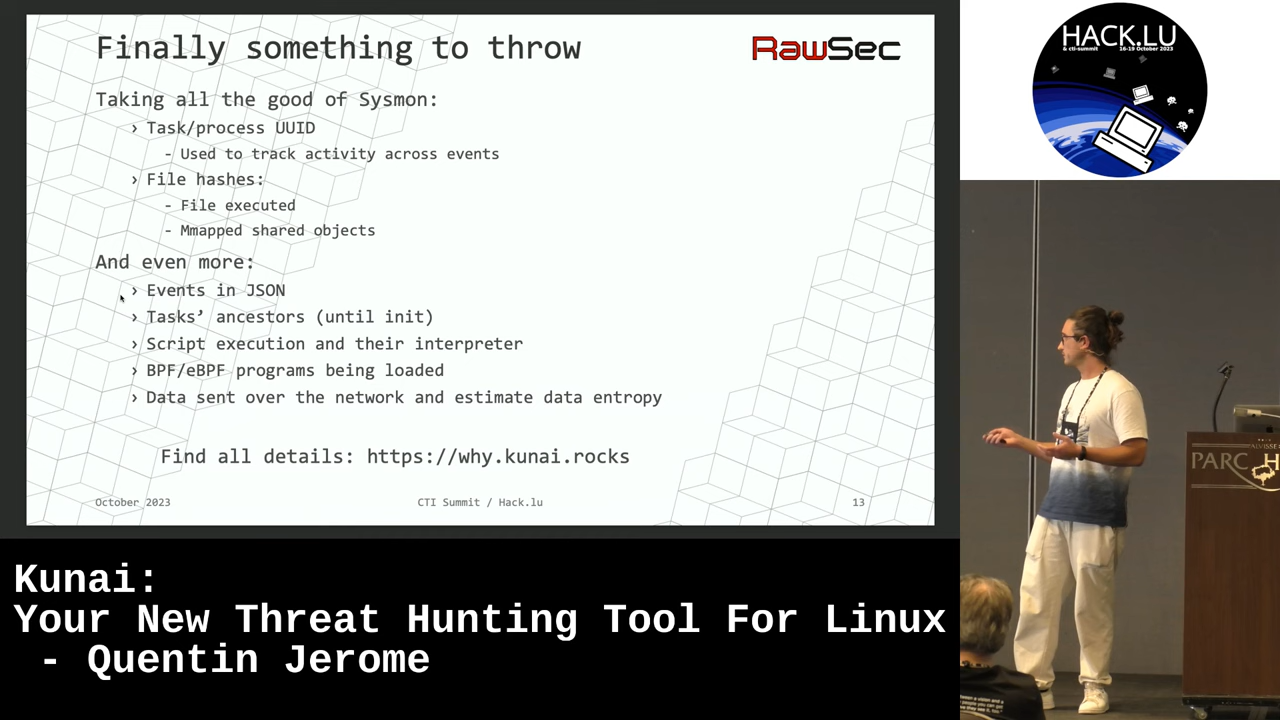 Finally something to throw
RawSec
Taking all the good of Sysmon:
› Task/process UUID
- Used to track activity across events
› File hashes:
- File executed
- Mmapped shared objects
And even more:
› Events in JSON
› Tasks’ ancestors (until init)
› Script execution and their interpreter
› BPF/eBPF programs being loaded
› Data sent over the network and estimate data entropy
Find all details: https://why.kunai.rocks
October 2023
CTI Summit / Hack.lu
13
HACK.LU
& cti-summit 16-19 October 2023
PARC H
Kunai:
Your New Threat Hunting Tool For Linux
- Quentin Jerome